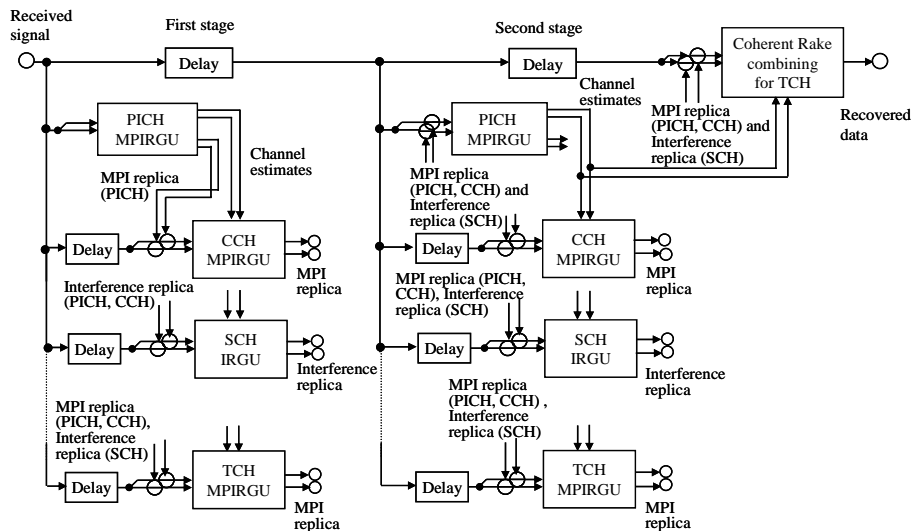 Received
signal
First stage
Second stage
Delay
Delay
Coherent Rake
combining
for TCH
Recovered
data
Channel
estimates
MPI replica
(PICH, CCH) and
Interference
replica (SCH)
PICH
MPIRGU
Channel
estimates
MPI replica
(PICH)
Delay
CCH
MPIRGU
MPI
replica
Interference replica
(PICH, CCH)
Delay
SCH
IRGU
Interference
replica
MPI replica
(PICH, CCH),
Interference
replica (SCH)
Delay
TCH
MPIRGU
MPI
replica
PICH
MPIRGU
MPI replica
(PICH, CCH) and
Interference
replica (SCH)
Delay
CCH
MPIRGU
MPI
replica
MPI replica (PICH,
CCH), Interference
replica (SCH)
Delay
SCH
IRGU
Interference
replica
MPI replica
(PICH, CCH) ,
Interference
replica (SCH)
Delay
TCH
MPIRGU
MPI
replica